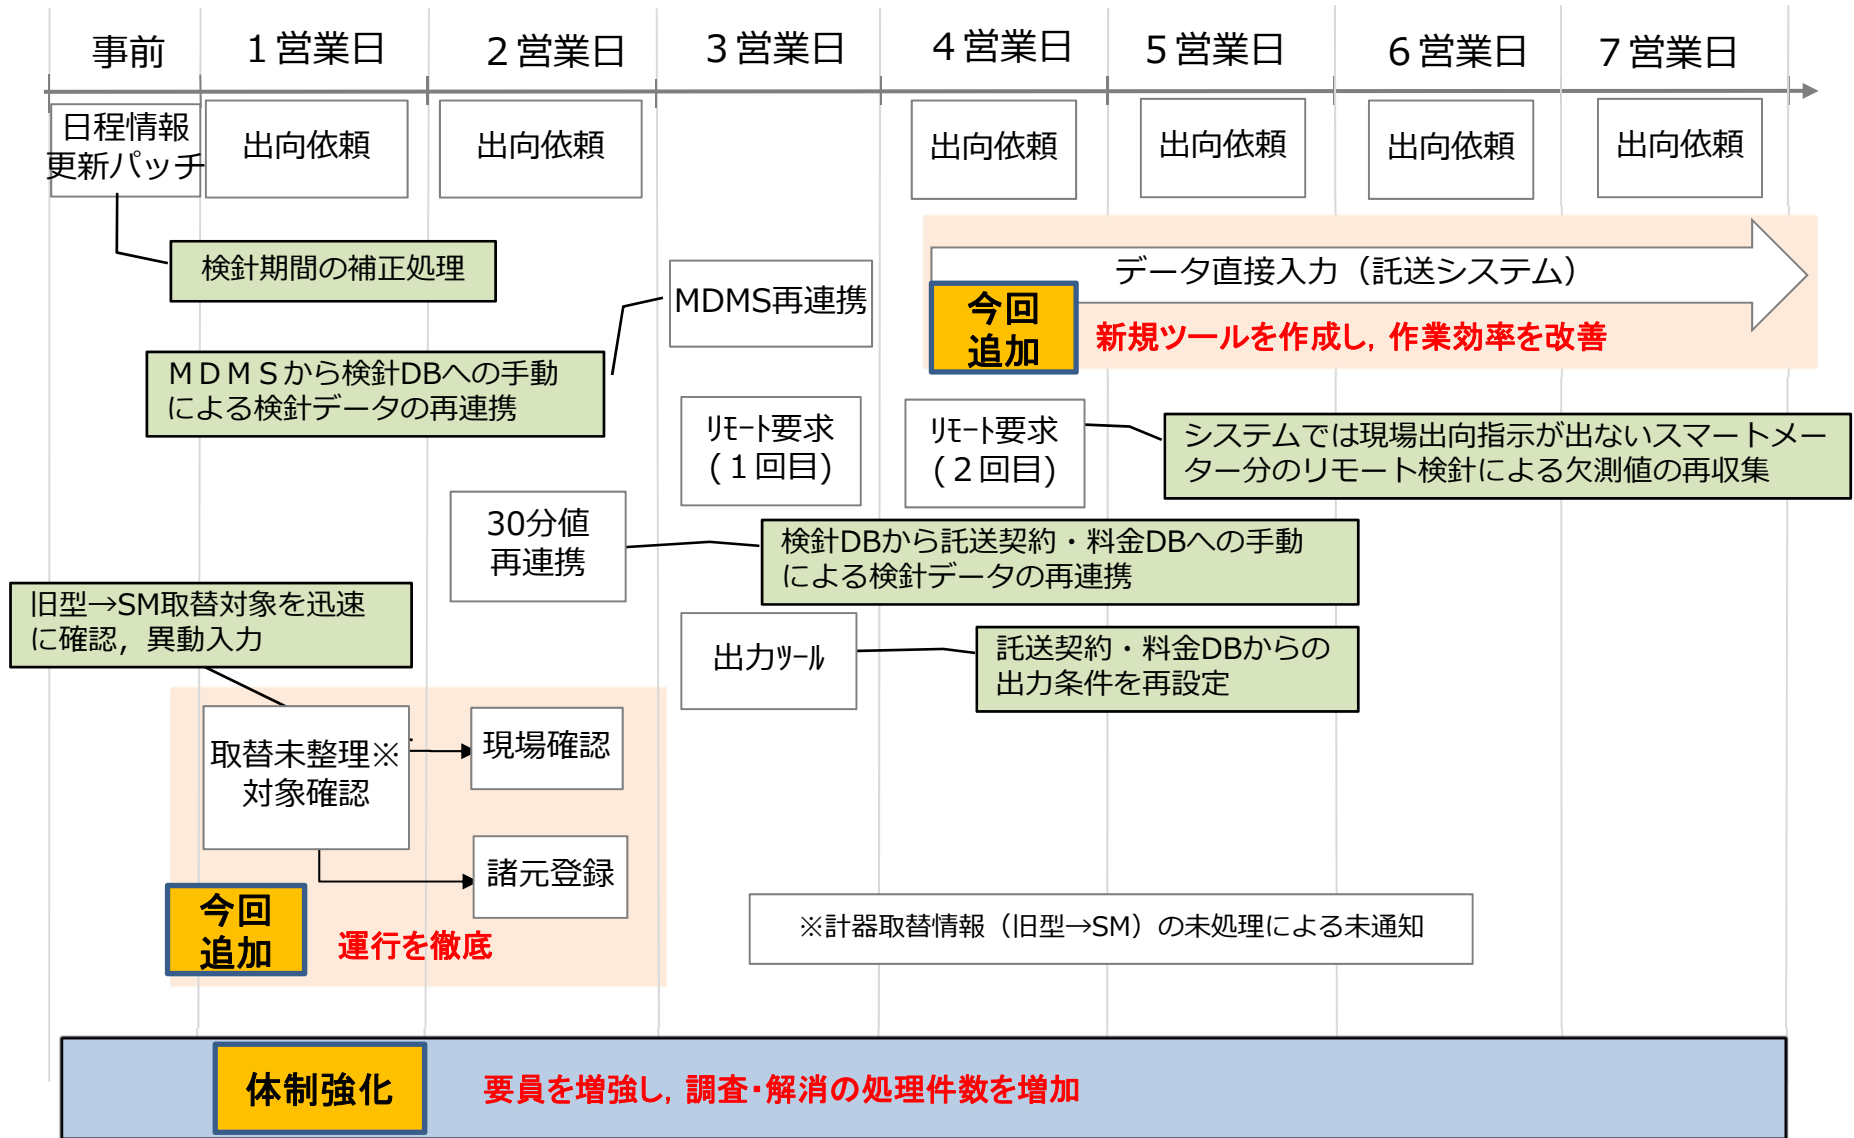 事前
１営業日
２営業日
３営業日
４営業日
５営業日
６営業日
７営業日
日程情報
更新パッチ
出向依頼
出向依頼
出向依頼
出向依頼
出向依頼
出向依頼
検針期間の補正処理
MDMS再連携
データ直接入力（託送システム）
今回
追加
新規ツールを作成し，作業効率を改善
ＭＤＭＳから検針DBへの手動
による検針データの再連携
ﾘﾓｰﾄ要求
(１回目)
ﾘﾓｰﾄ要求
(２回目)
システムでは現場出向指示が出ないスマートメー
ター分のリモート検針による欠測値の再収集
30分値
再連携
検針DBから託送契約・料金DBへの手動
による検針データの再連携
旧型→SM取替対象を迅速
に確認，異動入力
出力ﾂｰﾙ
託送契約・料金DBからの
出力条件を再設定
取替未整理※
対象確認
現場確認
諸元登録
今回
追加
運行を徹底
※計器取替情報（旧型→SM）の未処理による未通知
体制強化
要員を増強し，調査・解消の処理件数を増加